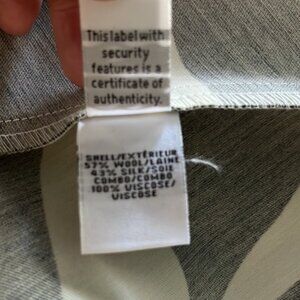 This label with
security
features is a
certificate of
authenticity.
SHELL/EXTÉRIEUR
57% WOOL/LAINE
43% SILK/SOIE
COMBO/COMBO
100% VISCOSE/
VISCOSE